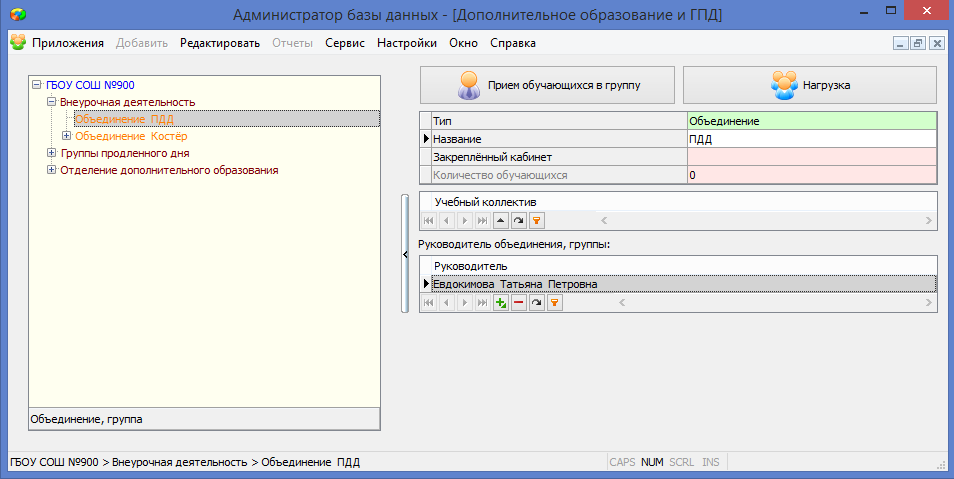 Администратор базы данных - [Дополнительное образование и ГПД]
Приложения Добавить Редактировать Отчеты Сервис Настройки Окно Справка
ГБОУ СОШ №900
Внеурочная деятельность
Объединение ПДД
Объединение Костёр
Группы продленного дня
Отделение дополнительного образования
Объединение, группа
Прием обучающихся в группу
Нагрузка
Тип Объединение
Название ПДД
Закреплённый кабинет
Количество обучающихся 0
Учебный коллектив
Руководитель объединения, группы:
Руководитель
Евдокимова Татьяна Петровна
ГБОУ СОШ №900 > Внеурочная деятельность > Объединение ПДД
CAPS NUM SCRL INS